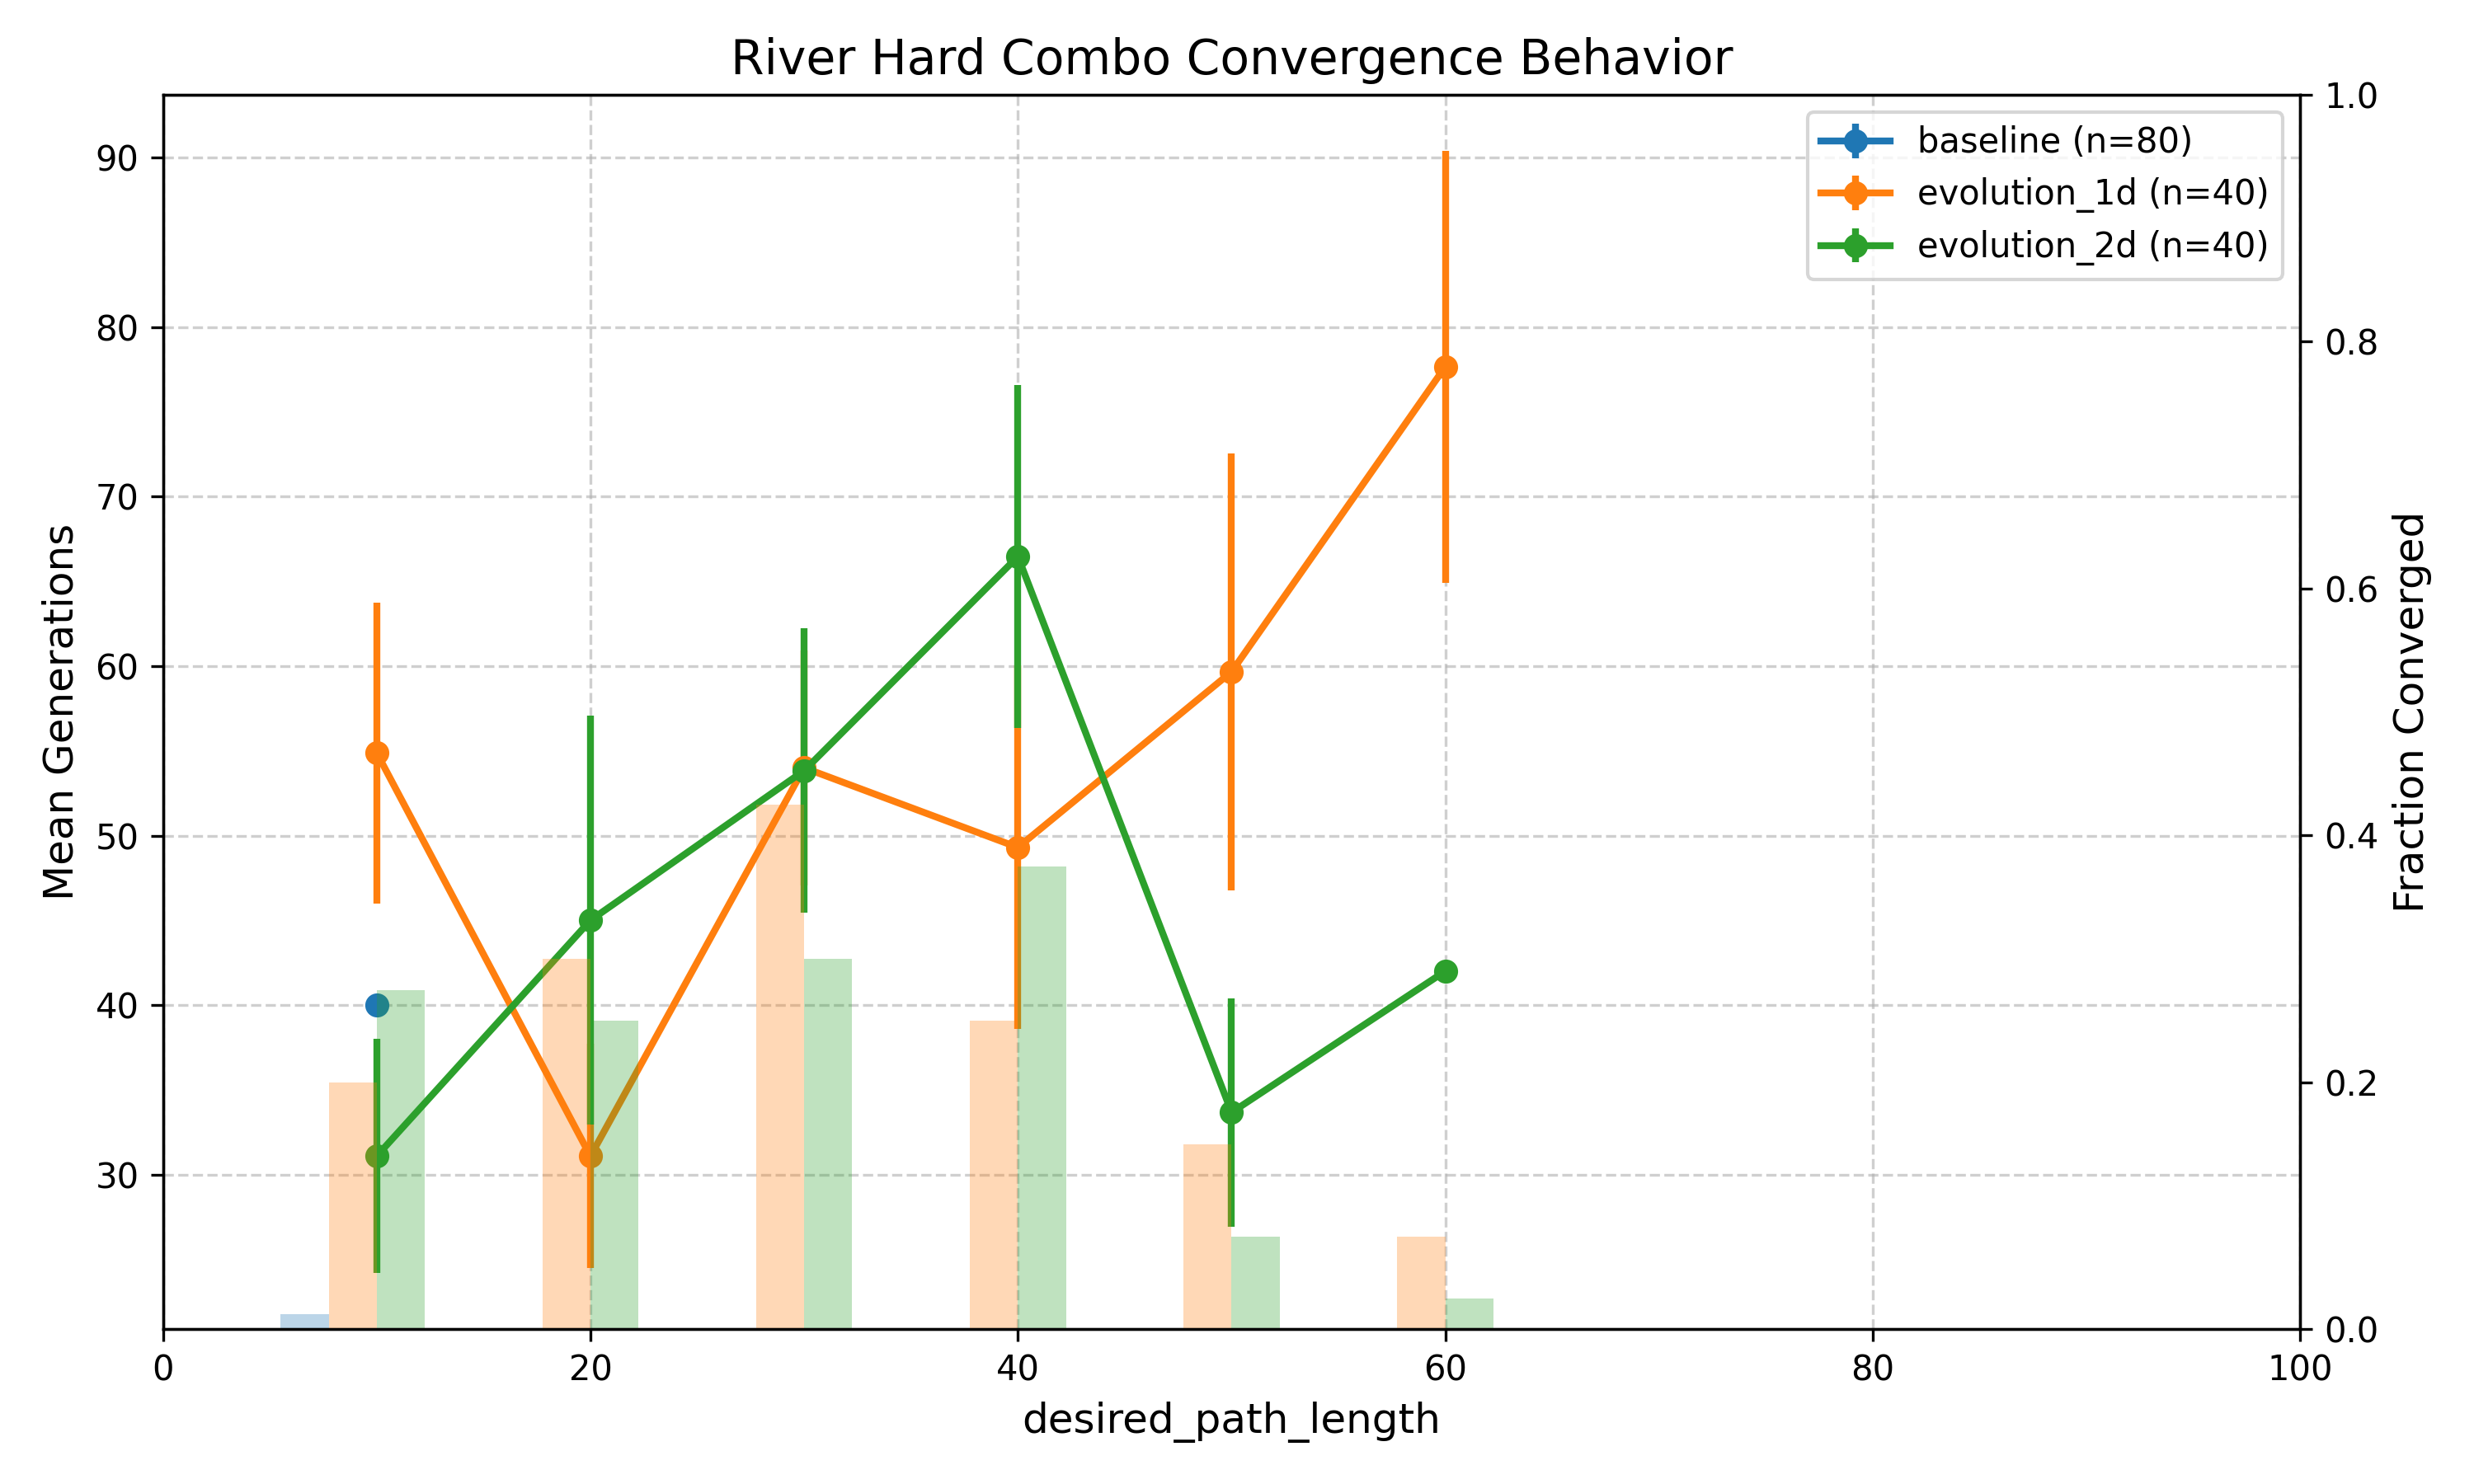 River Hard Combo Convergence Behavior
baseline (n=80)
evolution_1d (n=40)
evolution_2d (n=40)
Mean Generations
90
80
70
60
50
40
30
Fraction Converged
1.0
0.8
0.6
0.4
0.2
0.0
0 20 40 60 80 100
desired_path_length